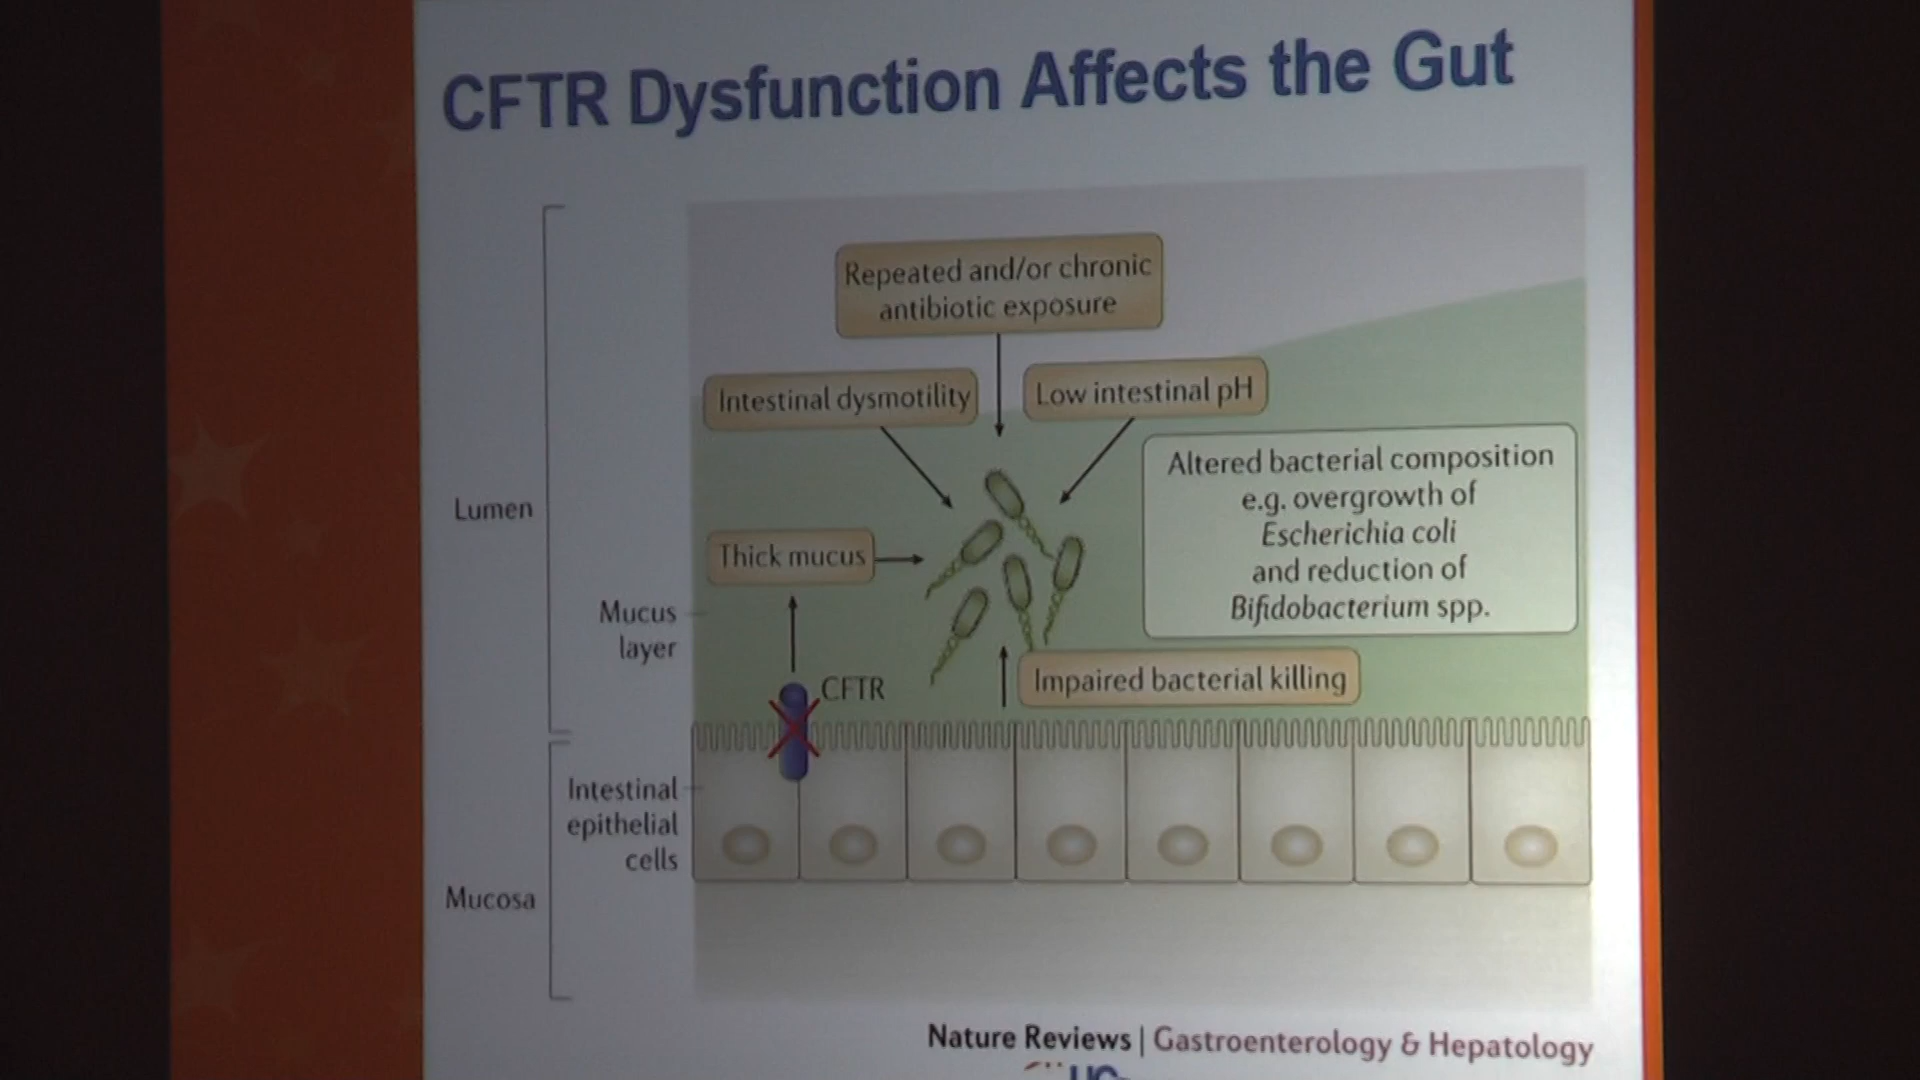 CFTR Dysfunction Affects the Gut
Repeated and/or chronic
antibiotic exposure
Intestinal dysmotility
Low intestinal pH
Altered bacterial composition
e.g. overgrowth of
Escherichia coli
and reduction of
Bifidobacterium spp.
Lumen
Thick mucus
Mucus
layer
CFTR
Impaired bacterial killing
Intestinal
epithelial
cells
Mucosa
Nature Reviews | Gastroenterology & Hepatology